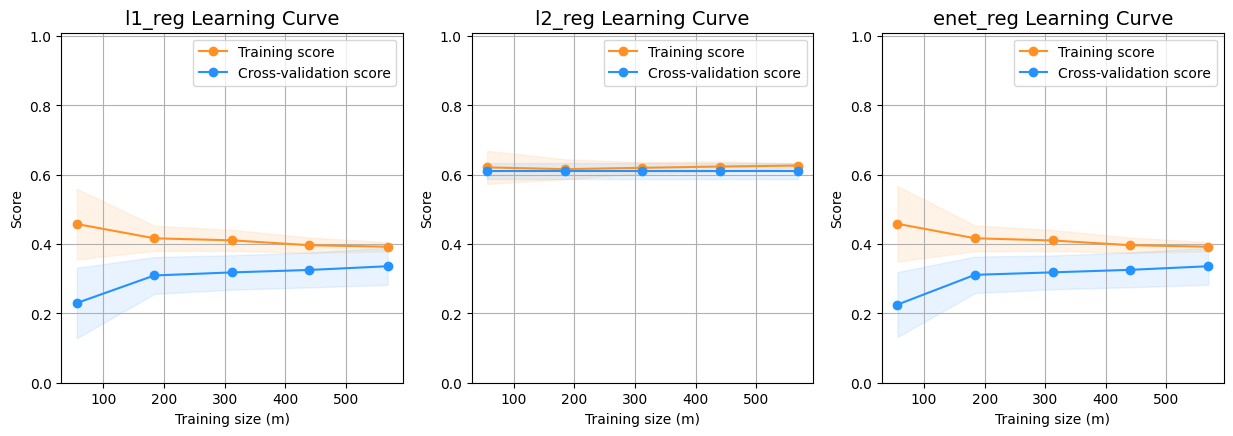 l1_reg Learning Curve
1.0
0.8
0.6
0.4
0.2
0.0
Score
Training score
Cross-validation score
100
200
300
400
500
Training size (m)
l2_reg Learning Curve
1.0
0.8
0.6
0.4
0.2
0.0
Score
Training score
Cross-validation score
100
200
300
400
500
Training size (m)
enet_reg Learning Curve
1.0
0.8
0.6
0.4
0.2
0.0
Score
Training score
Cross-validation score
100
200
300
400
500
Training size (m)